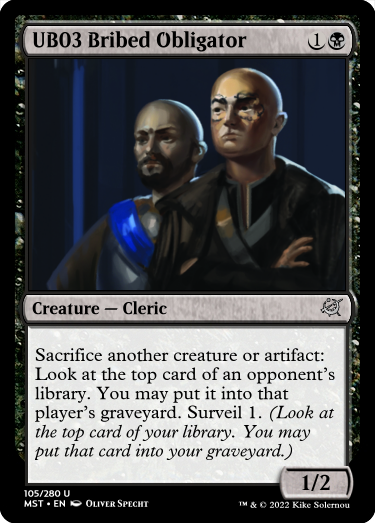 UB03 Bribed Obligator 1
Creature — Cleric
Sacrifice another creature or artifact:
Look at the top card of an opponent's
library. You may put it into that
player's graveyard. Surveil 1. (Look at
the top card of your library. You may
put that card into your graveyard.)
1/2
105/280 U
MST • EN Oliver Specht
™ & © 2022 Kike Solernou